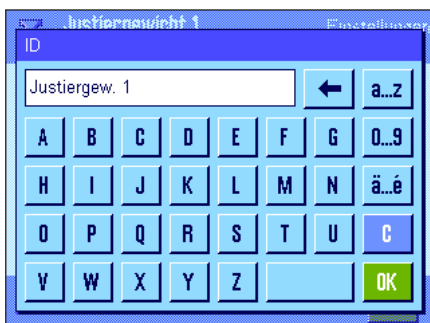 Justiergewicht 1 Einstellungen
ID
Justiergew. 1 a...z
A B C D E F G 0...9
H I J K L M N ä...é
O P Q R S T U C
V W X Y Z OK